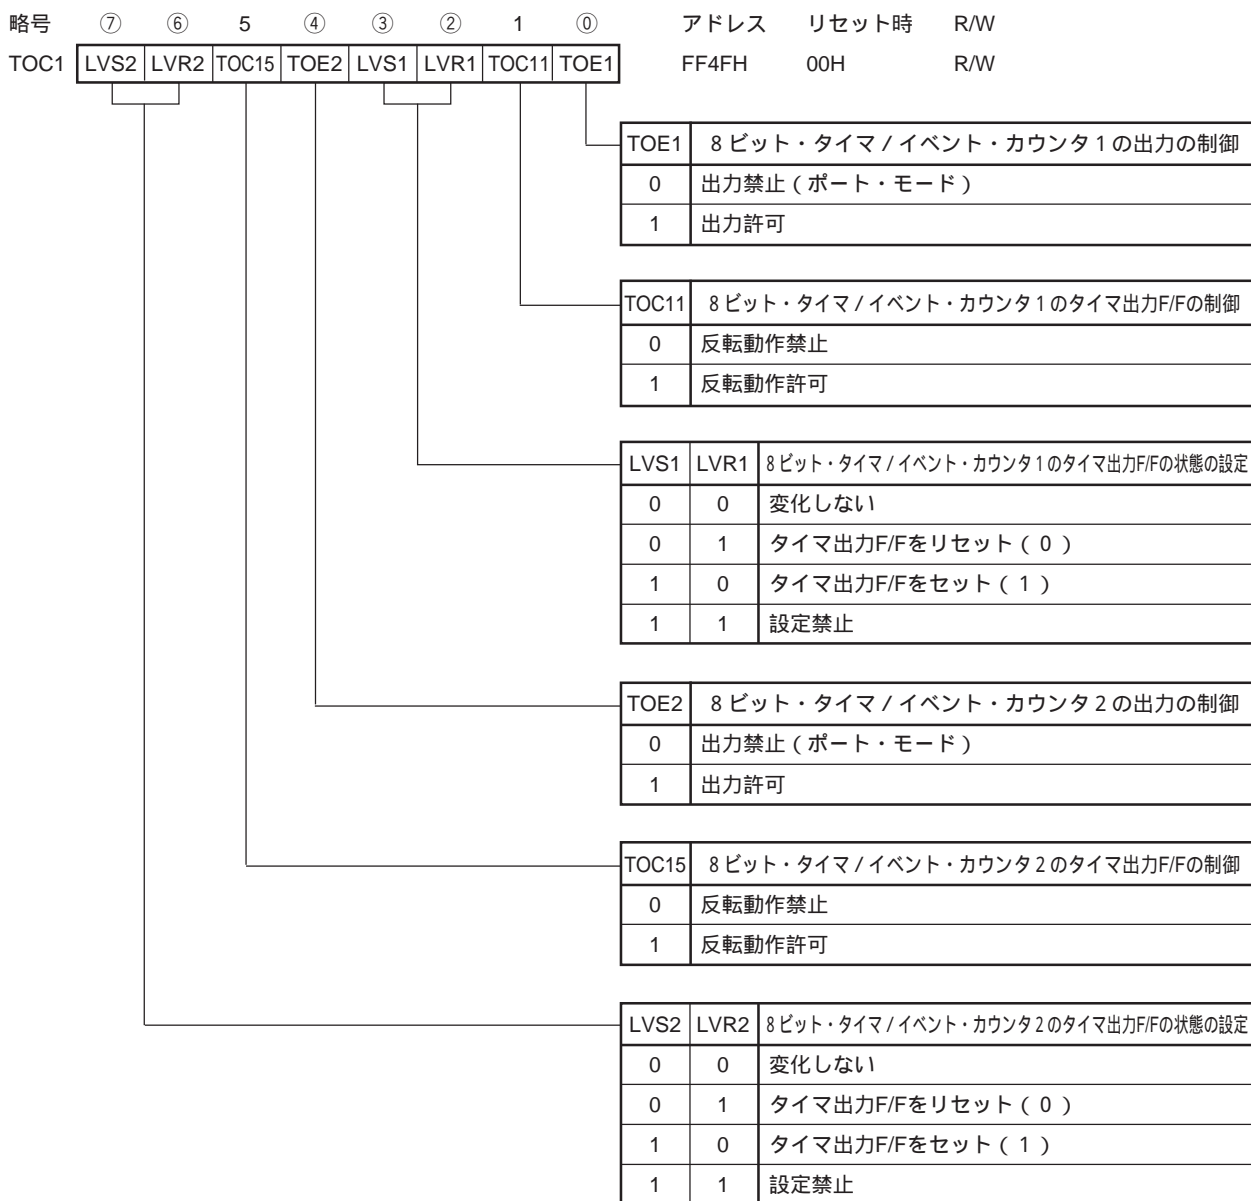 略号 ⑦ ⑥ 5 ④ ③ ② 1 ⓪ アドレス リセット時 R/W
TOC1 LVS2 LVR2 TOC15 TOE2 LVS1 LVR1 TOC11 TOE1 FF4FH 00H R/W
TOE1 8ビット・タイマ/イベント・カウンタ1の出力の制御
0 出力禁止(ポート・モード)
1 出力許可
TOC11 8ビット・タイマ/イベント・カウンタ1のタイマ出力F/Fの制御
0 反転動作禁止
1 反転動作許可
LVS1 LVR1 8ビット・タイマ/イベント・カウンタ1のタイマ出力F/Fの状態の設定
0 0 変化しない
0 1 タイマ出力F/Fをリセット(0)
1 0 タイマ出力F/Fをセット(1)
1 1 設定禁止
TOE2 8ビット・タイマ/イベント・カウンタ2の出力の制御
0 出力禁止(ポート・モード)
1 出力許可
TOC15 8ビット・タイマ/イベント・カウンタ2のタイマ出力F/Fの制御
0 反転動作禁止
1 反転動作許可
LVS2 LVR2 8ビット・タイマ/イベント・カウンタ2のタイマ出力F/Fの状態の設定
0 0 変化しない
0 1 タイマ出力F/Fをリセット(0)
1 0 タイマ出力F/Fをセット(1)
1 1 設定禁止